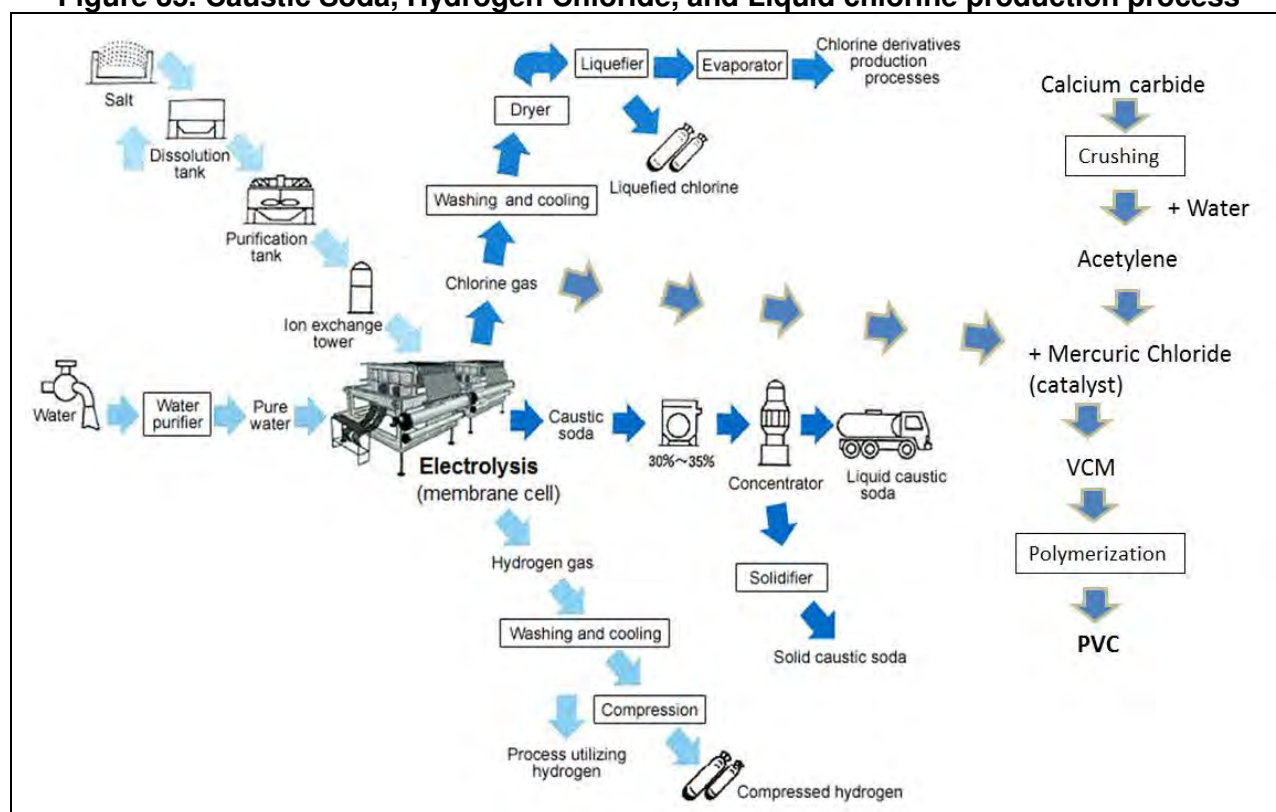 Figure 85. Caustic Soda, Hydrogen Chloride, and Liquid chlorine production process
Salt
Dissolution
tank
Purification
tank
Ion exchange
tower
Water
Water
purifier
Pure
water
Electrolysis
(membrane cell)
Chlorine gas
Washing and cooling
Dryer
Liquefier
Evaporator
Chlorine derivatives
production
processes
Liquefied chlorine
Caustic
soda
30%~35%
Concentrator
Liquid caustic
soda
Solidifier
Solid caustic soda
Hydrogen gas
Washing and cooling
Compression
Process utilizing
hydrogen
Compressed hydrogen
Calcium carbide
Crushing
+ Water
Acetylene
+ Mercuric Chloride
(catalyst)
VCM
Polymerization
PVC